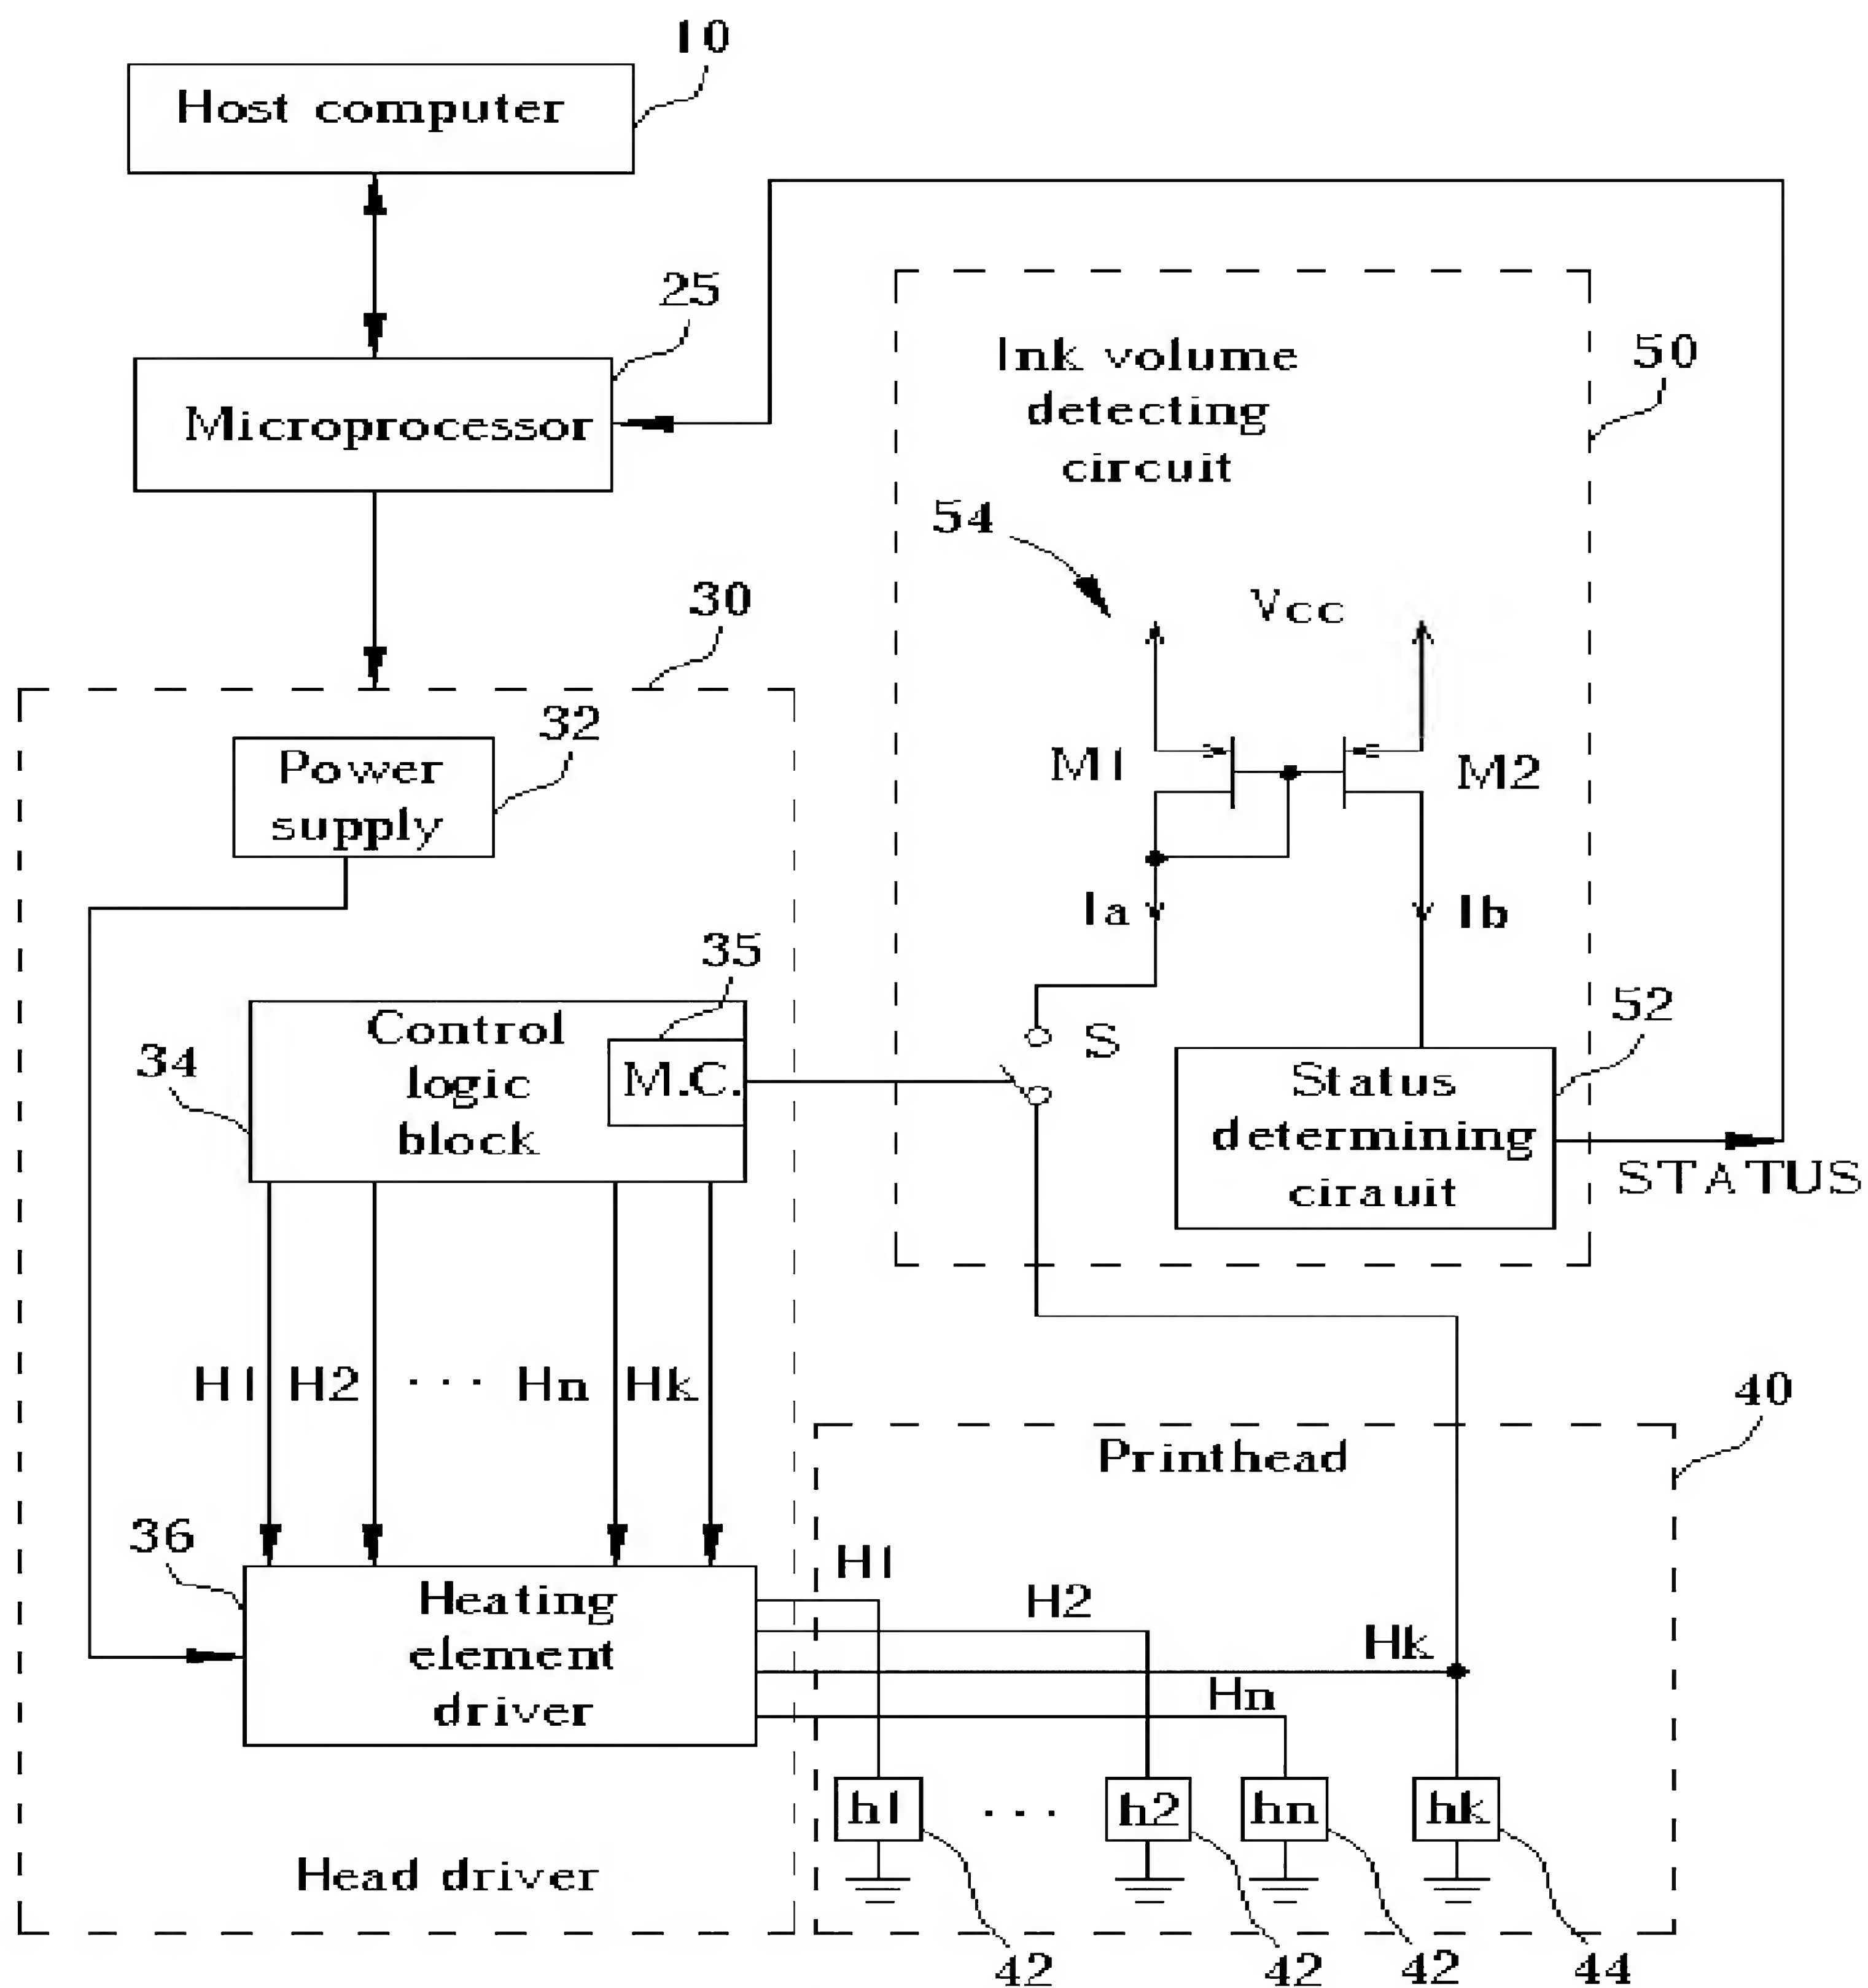 10
Host computer
25
Microprocessor
50
Ink volume
detecting
circuit
54
Vcc
30
32
Power
supply
M1
M2
Ia
Ib
35
34
Control
logic
block
M.C.
S
52
Status
determining
cirauit
STATUS
H1 H2 ··· Hn Hk
40
Printhead
36
Heating
element
driver
H1
H2
Hk
Hn
h1 ··· h2 hn hk
Head driver
42 42 42 44